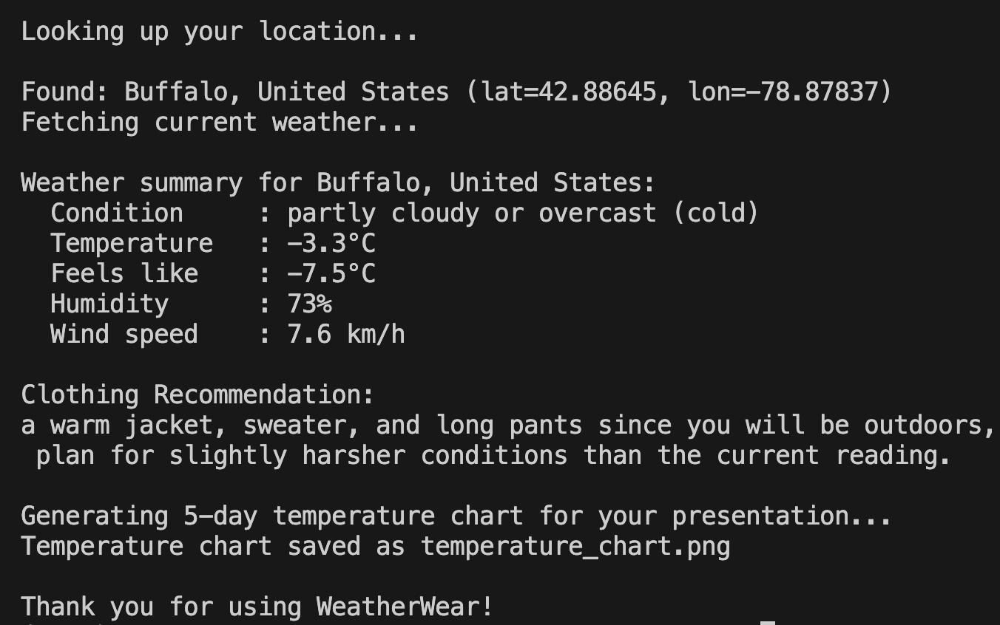 Looking up your location...
Found: Buffalo, United States (lat=42.88645, lon=-78.87837)
Fetching current weather...
Weather summary for Buffalo, United States:
Condition : partly cloudy or overcast (cold)
Temperature : -3.3°C
Feels like : -7.5°C
Humidity : 73%
Wind speed : 7.6 km/h
Clothing Recommendation:
a warm jacket, sweater, and long pants since you will be outdoors,
plan for slightly harsher conditions than the current reading.
Generating 5-day temperature chart for your presentation...
Temperature chart saved as temperature_chart.png
Thank you for using WeatherWear!